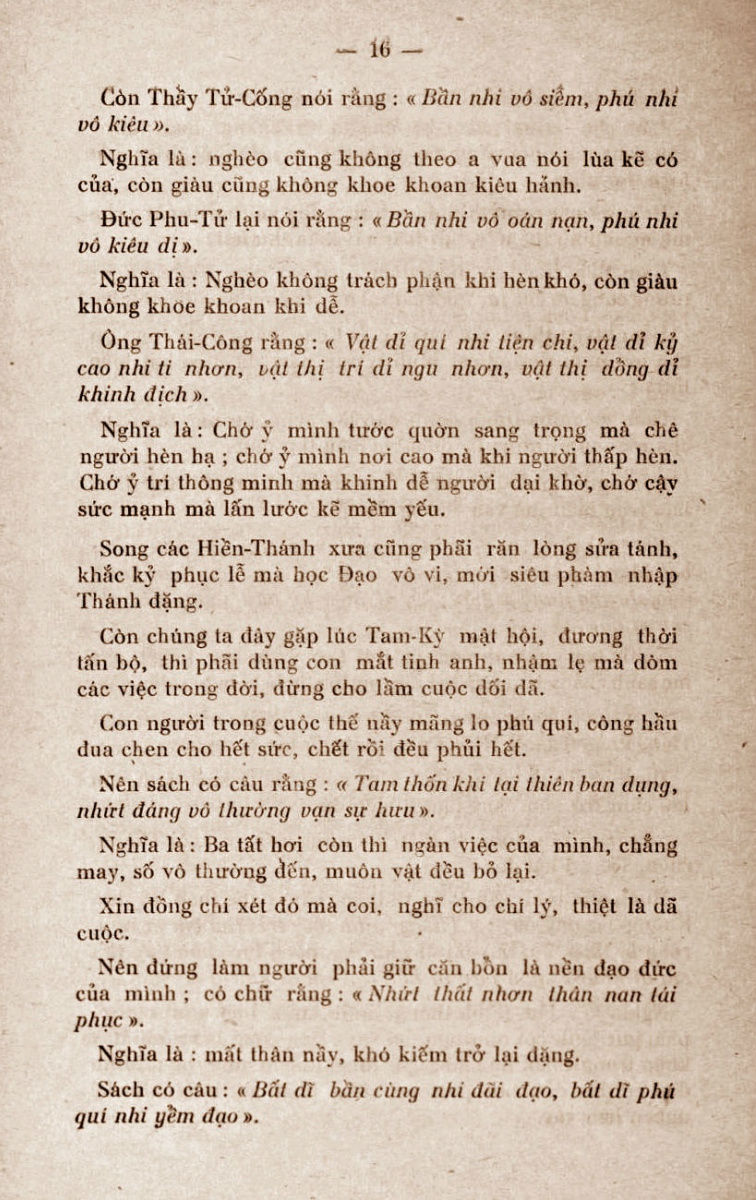 — 16 —
Còn Thầy Tử-Cống nói rằng : « Bần nhi vô siểm, phú nhi
vô kiêu ».
Nghĩa là : nghèo cũng không theo a vua nói lùa kẽ có
của, còn giàu cũng không khoe khoan kiêu hảnh.
Đức Phu-Tử lại nói rằng : « Bần nhi vô oán nạn, phú nhi
vô kiêu dị ».
Nghĩa là : Nghèo không trách phận khi hèn khó, còn giàu
không khoe khoan khi dễ.
Ông Thái-Công rằng : « Vật dỉ quí nhi tiện chi, vật dỉ kỷ
cao nhi ti nhơn, vật thị trí dỉ ngu nhơn, vật thị đồng dỉ
khinh địch ».
Nghĩa là : Chớ ỷ mình tước quờn sang trọng mà chê
người hèn hạ ; chớ ỷ mình nơi cao mà khi người thấp hèn.
Chớ ỷ trí thông minh mà khinh dễ người dại khờ, chớ cậy
sức mạnh mà lấn lước kẽ mềm yếu.
Song các Hiền-Thánh xưa cũng phãi răn lòng sửa tánh,
khắc kỷ phục lễ mà học Đạo vô vi, mới siêu phàm nhập
Thánh đặng.
Còn chúng ta đây gặp lúc Tam-Kỳ mật hội, đương thời
tấn bộ, thì phãi dùng con mắt tinh anh, nhậm lẹ mà dòm
các việc trong đời, đừng cho lầm cuộc dối dã.
Con người trong cuộc thế nầy mãng lo phú quí, công hầu
đua chen cho hết sức, chết rồi đều phủi hết.
Nên sách có câu rằng : « Tam thốn khi tại thiên ban dụng,
nhứt đáng vô thường vạn sự hưu ».
Nghĩa là : Ba tất hơi còn thì ngàn việc của mình, chẳng
may, số vô thường đến, muôn vật đều bỏ lại.
Xin đồng chí xét đó mà coi, nghĩ cho chí lý, thiệt là dã
cuộc.
Nên đứng làm người phải giữ căn bổn là nền đạo đức
của mình ; có chữ rằng : « Nhứt thất nhơn thân nan tái
phục ».
Nghĩa là : mất thân nầy, khó kiếm trở lại đặng.
Sách có câu : « Bất dĩ bần cùng nhi đãi đạo, bất dĩ phú
quí nhi yềm đạo ».